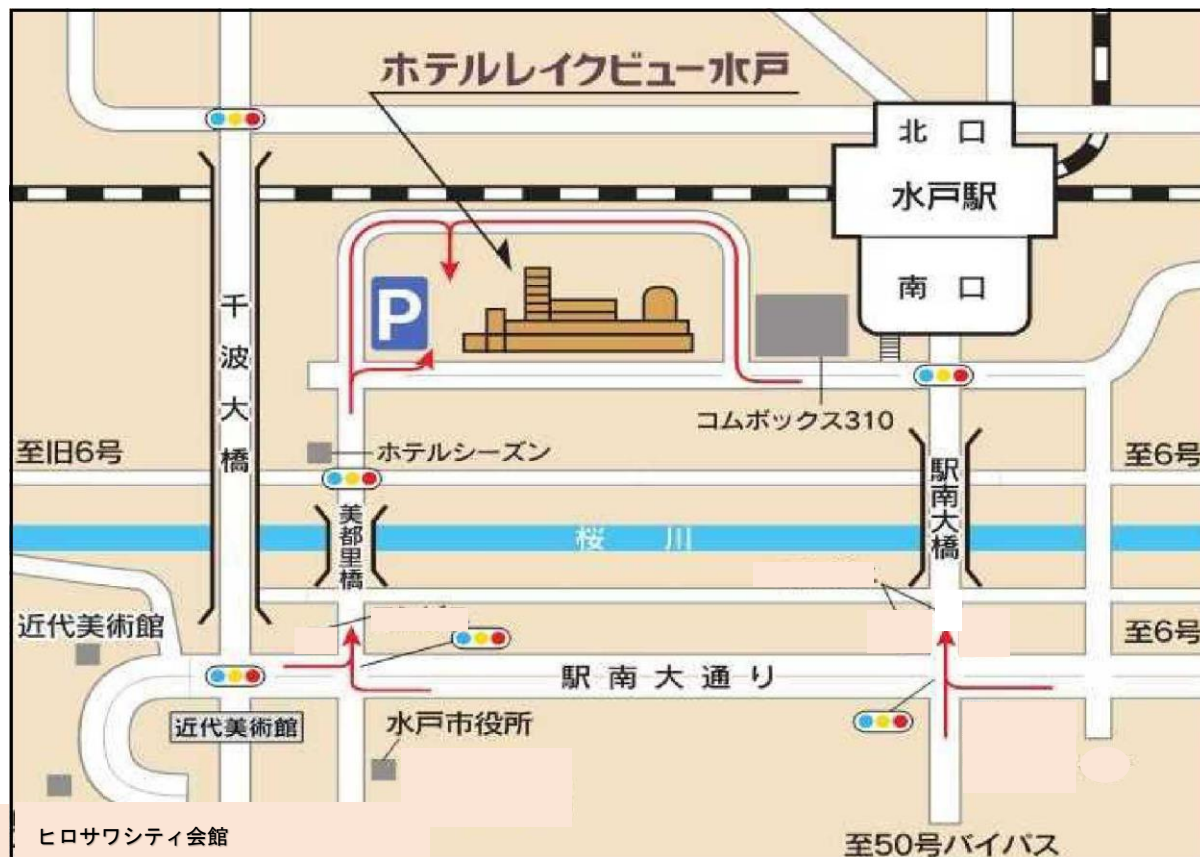 ホテルレイクビュー水戸
北口
水戸駅
南口
P
千波大橋
コムボックス310
至旧6号
ホテルシーズン
至6号
駅南大橋
美都里橋
桜川
近代美術館
至6号
駅南大通り
近代美術館
水戸市役所
ヒロサワシティ会館
至50号バイパス